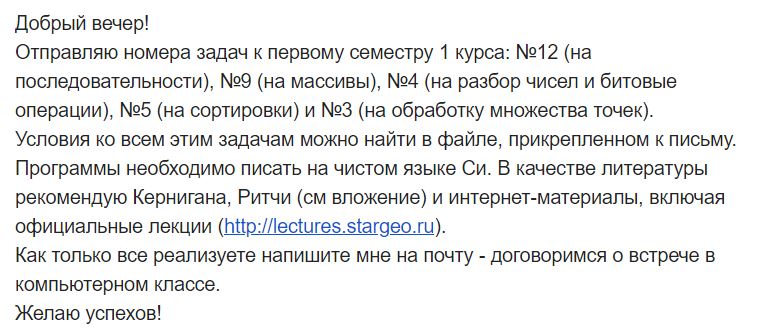 Добрый вечер!
Отправляю номера задач к первому семестру 1 курса: №12 (на
последовательности), №9 (на массивы), №4 (на разбор чисел и битовые
операции), №5 (на сортировки) и №3 (на обработку множества точек).
Условия ко всем этим задачам можно найти в файле, прикрепленном к письму.
Программы необходимо писать на чистом языке Си. В качестве литературы
рекомендую Кернигана, Ритчи (см вложение) и интернет-материалы, включая
официальные лекции (http://lectures.stargeo.ru).
Как только все реализуете напишите мне на почту - договоримся о встрече в
компьютерном классе.
Желаю успехов!